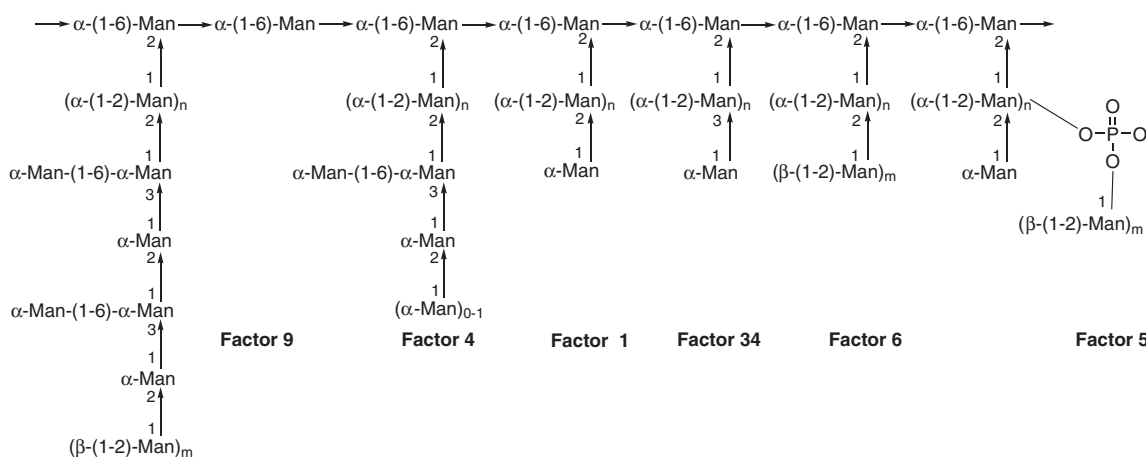 α-(1-6)-Man α-(1-6)-Man α-(1-6)-Man α-(1-6)-Man α-(1-6)-Man α-(1-6)-Man α-(1-6)-Man
2 2 2 2 2 2
1 1 1 1 1 1
(α-(1-2)-Man)n (α-(1-2)-Man)n (α-(1-2)-Man)n (α-(1-2)-Man)n (α-(1-2)-Man)n (α-(1-2)-Man)n
O
2 2 2 3 2 2 O P O
1 1 1 1 1 1 O
α-Man-(1-6)-α-Man α-Man-(1-6)-α-Man α-Man α-Man (β-(1-2)-Man)m α-Man
3 3 1
1 1 (β-(1-2)-Man)m
α-Man α-Man
2 2
1 1
α-Man-(1-6)-α-Man (α-Man)0-1
3
Factor 9 Factor 4 Factor 1 Factor 34 Factor 6 Factor 5
1
α-Man
2
1
(β-(1-2)-Man)m